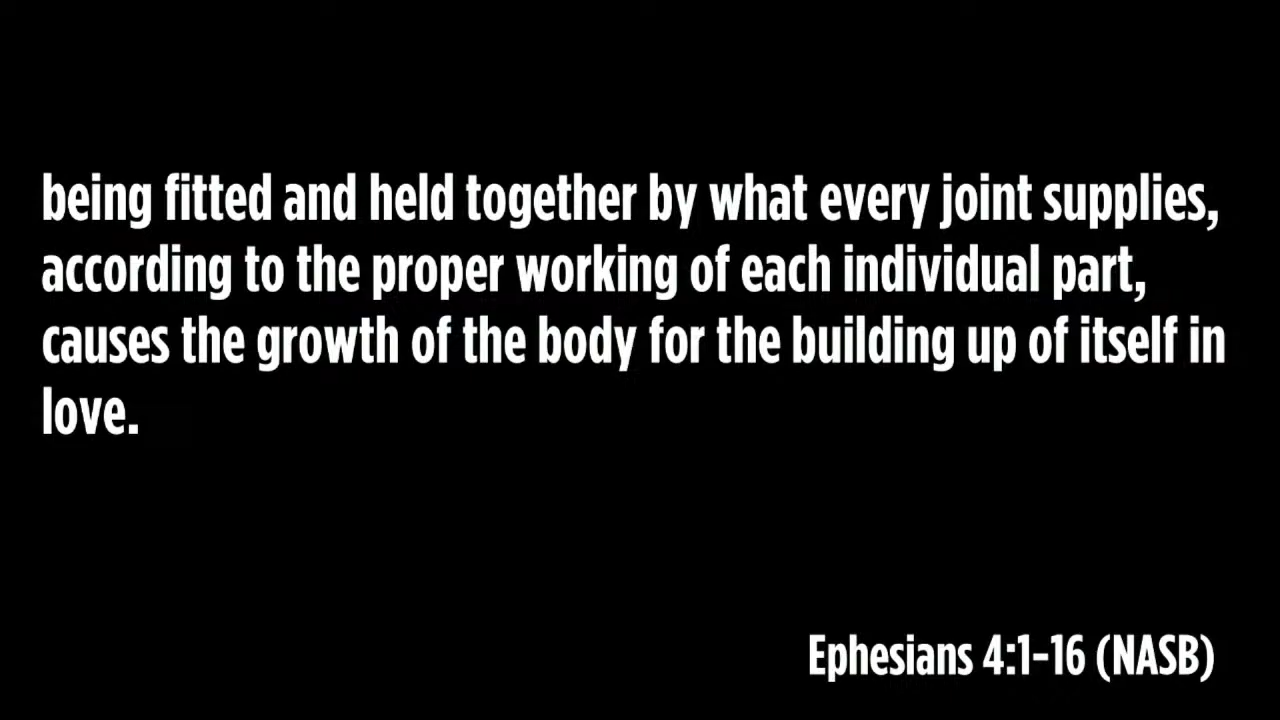 being fitted and held together by what every joint supplies,
according to the proper working of each individual part,
causes the growth of the body for the building up of itself in
love.
Ephesians 4:1-16 (NASB)